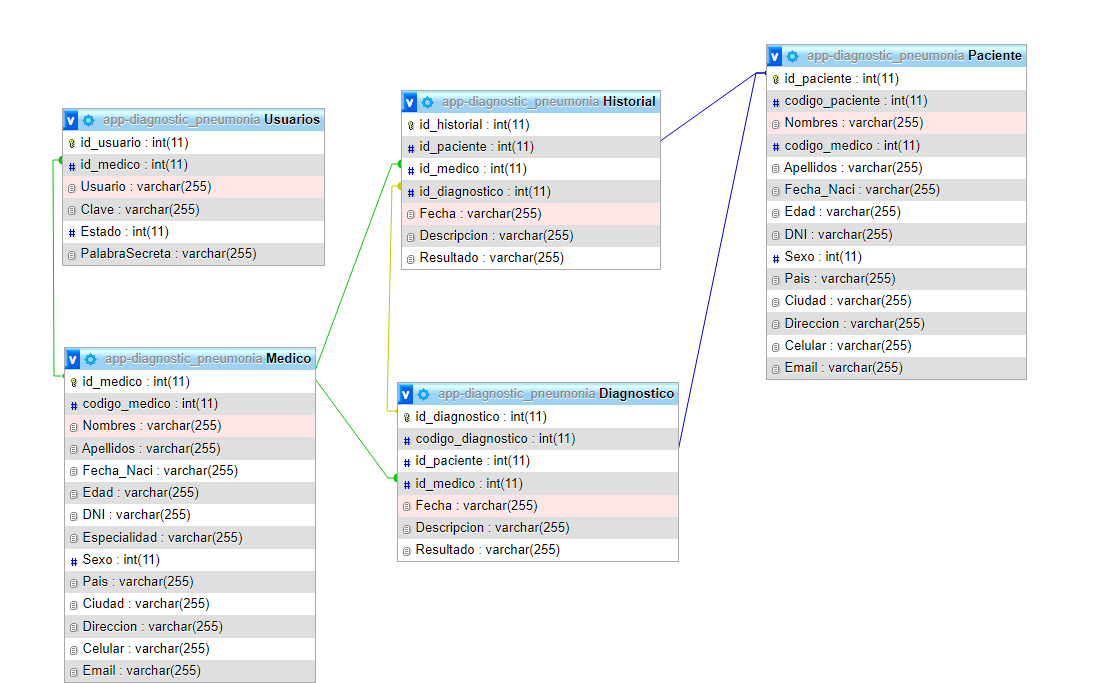 app-diagnostic_pneumonia Usuarios
id_usuario : int(11)
id_medico : int(11)
Usuario : varchar(255)
Clave : varchar(255)
Estado : int(11)
PalabraSecreta : varchar(255)
app-diagnostic_pneumonia Medico
id_medico : int(11)
codigo_medico : int(11)
Nombres : varchar(255)
Apellidos : varchar(255)
Fecha_Naci : varchar(255)
Edad : varchar(255)
DNI : varchar(255)
Especialidad : varchar(255)
Sexo : int(11)
Pais : varchar(255)
Ciudad : varchar(255)
Direccion : varchar(255)
Celular : varchar(255)
Email : varchar(255)
app-diagnostic_pneumonia Historial
id_historial : int(11)
id_paciente : int(11)
id_medico : int(11)
id_diagnostico : int(11)
Fecha : varchar(255)
Descripcion : varchar(255)
Resultado : varchar(255)
app-diagnostic_pneumonia Diagnostico
id_diagnostico : int(11)
codigo_diagnostico : int(11)
id_paciente : int(11)
id_medico : int(11)
Fecha : varchar(255)
Descripcion : varchar(255)
Resultado : varchar(255)
app-diagnostic_pneumonia Paciente
id_paciente : int(11)
codigo_paciente : int(11)
Nombres : varchar(255)
codigo_medico : int(11)
Apellidos : varchar(255)
Fecha_Naci : varchar(255)
Edad : varchar(255)
DNI : varchar(255)
Sexo : int(11)
Pais : varchar(255)
Ciudad : varchar(255)
Direccion : varchar(255)
Celular : varchar(255)
Email : varchar(255)